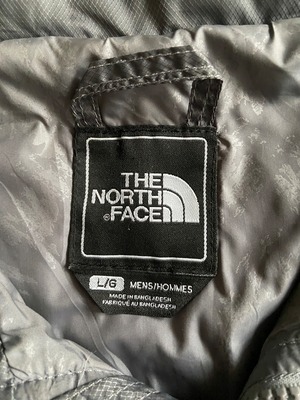 THE
NORTH
©FACE
L/G MENS/HOMMES
MADE IN BANGLADESH
FABRIQUÉ AU BANGLADESH